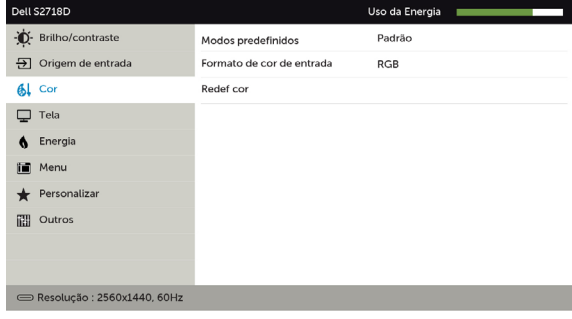 Dell S2718D Uso da Energia
Brilho/contraste
Modos predefinidos Padrão
Origem de entrada
Formato de cor de entrada RGB
Cor
Redef cor
Tela
Energia
Menu
Personalizar
Outros
Resolução : 2560x1440, 60Hz